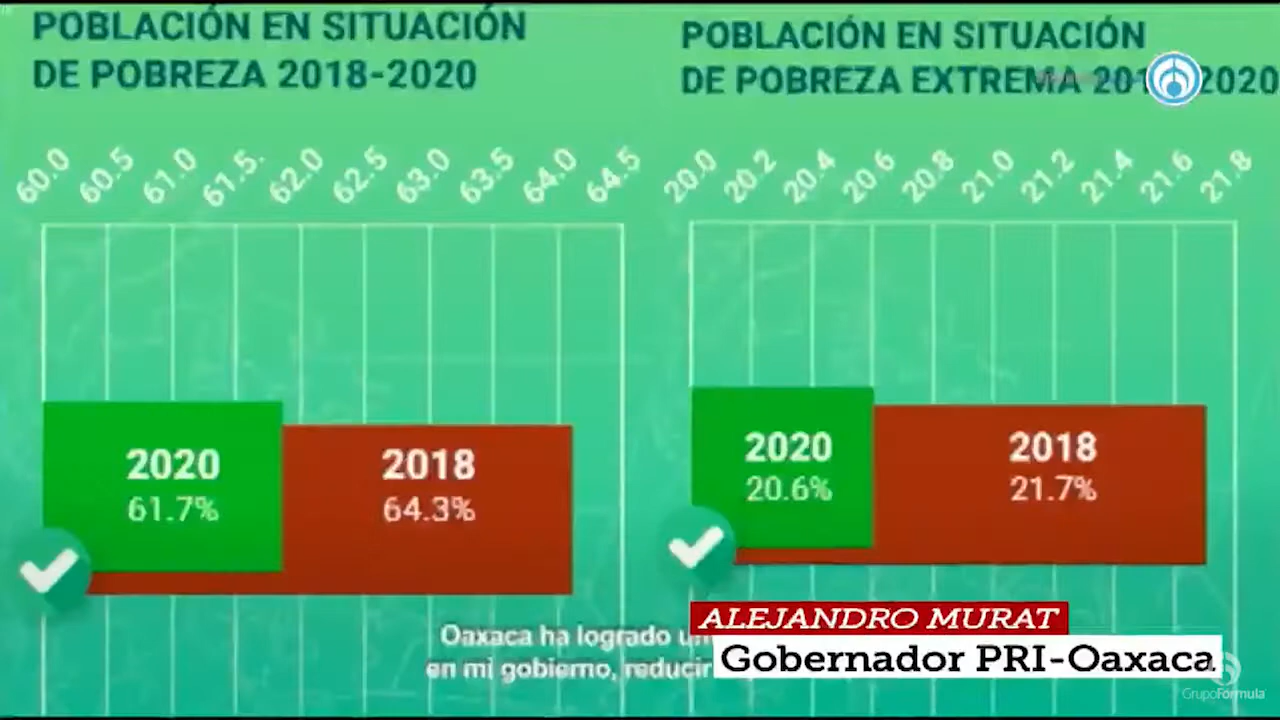 POBLACIÓN EN SITUACIÓN
DE POBREZA 2018-2020
60.0 60.5 61.0 61.5. 62.0 62.5 63.0 63.5 64.0 64.5
2020
61.7%
2018
64.3%
POBLACIÓN EN SITUACIÓN
DE POBREZA EXTREMA 201 2020
20.0 20.2 20.4 20.6 20.8 21.0 21.2 21.4 21.6 21.8
2020
20.6%
2018
21.7%
Oaxaca ha logrado
en mi gobierno, reducir
ALEJANDRO MURAT
Gobernador PRI-Oaxaca
GrupoFórmula